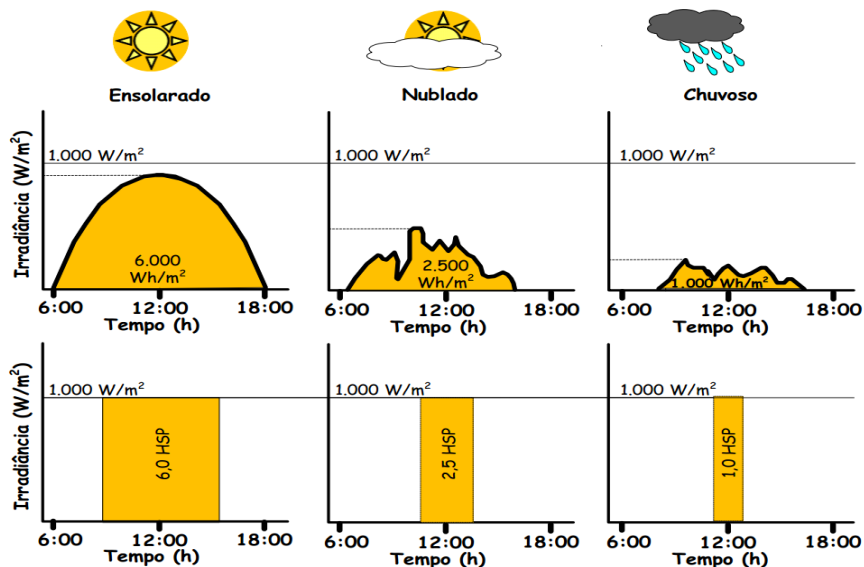 Ensolarado
Nublado
Chuvoso
Irradiância (W/m²)
1.000 W/m²
6.000
Wh/m²
6:00
12:00
18:00
Tempo (h)
1.000 W/m²
2.500
Wh/m²
6:00
12:00
18:00
Tempo (h)
1.000 W/m²
1.000 Wh/m²
6:00
12:00
18:00
Tempo (h)
Irradiância (W/m²)
1.000 W/m²
6,0 HSP
6:00
12:00
18:00
Tempo (h)
1.000 W/m²
2,5 HSP
6:00
12:00
18:00
Tempo (h)
1.000 W/m²
1,0 HSP
6:00
12:00
18:00
Tempo (h)